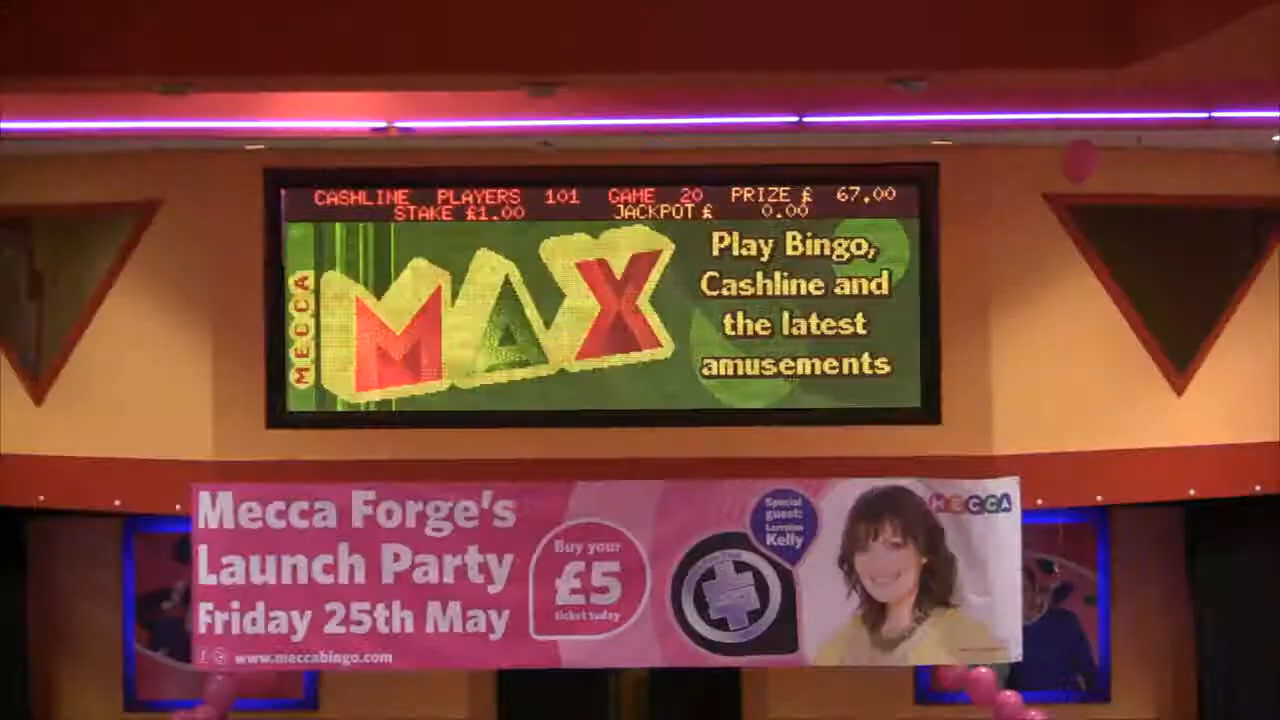 CASHLINE PLAYERS 101 GAME 20 PRIZE £ 67.00
STAKE £1.00 JACKPOT £ 0.00
MECCA
MAX
Play Bingo,
Cashline and
the latest
amusements
Mecca Forge's
Launch Party
Friday 25th May
www.meccabingo.com
Buy your
£5
ticket today
Special
guest:
Lorraine
Kelly
MECCA